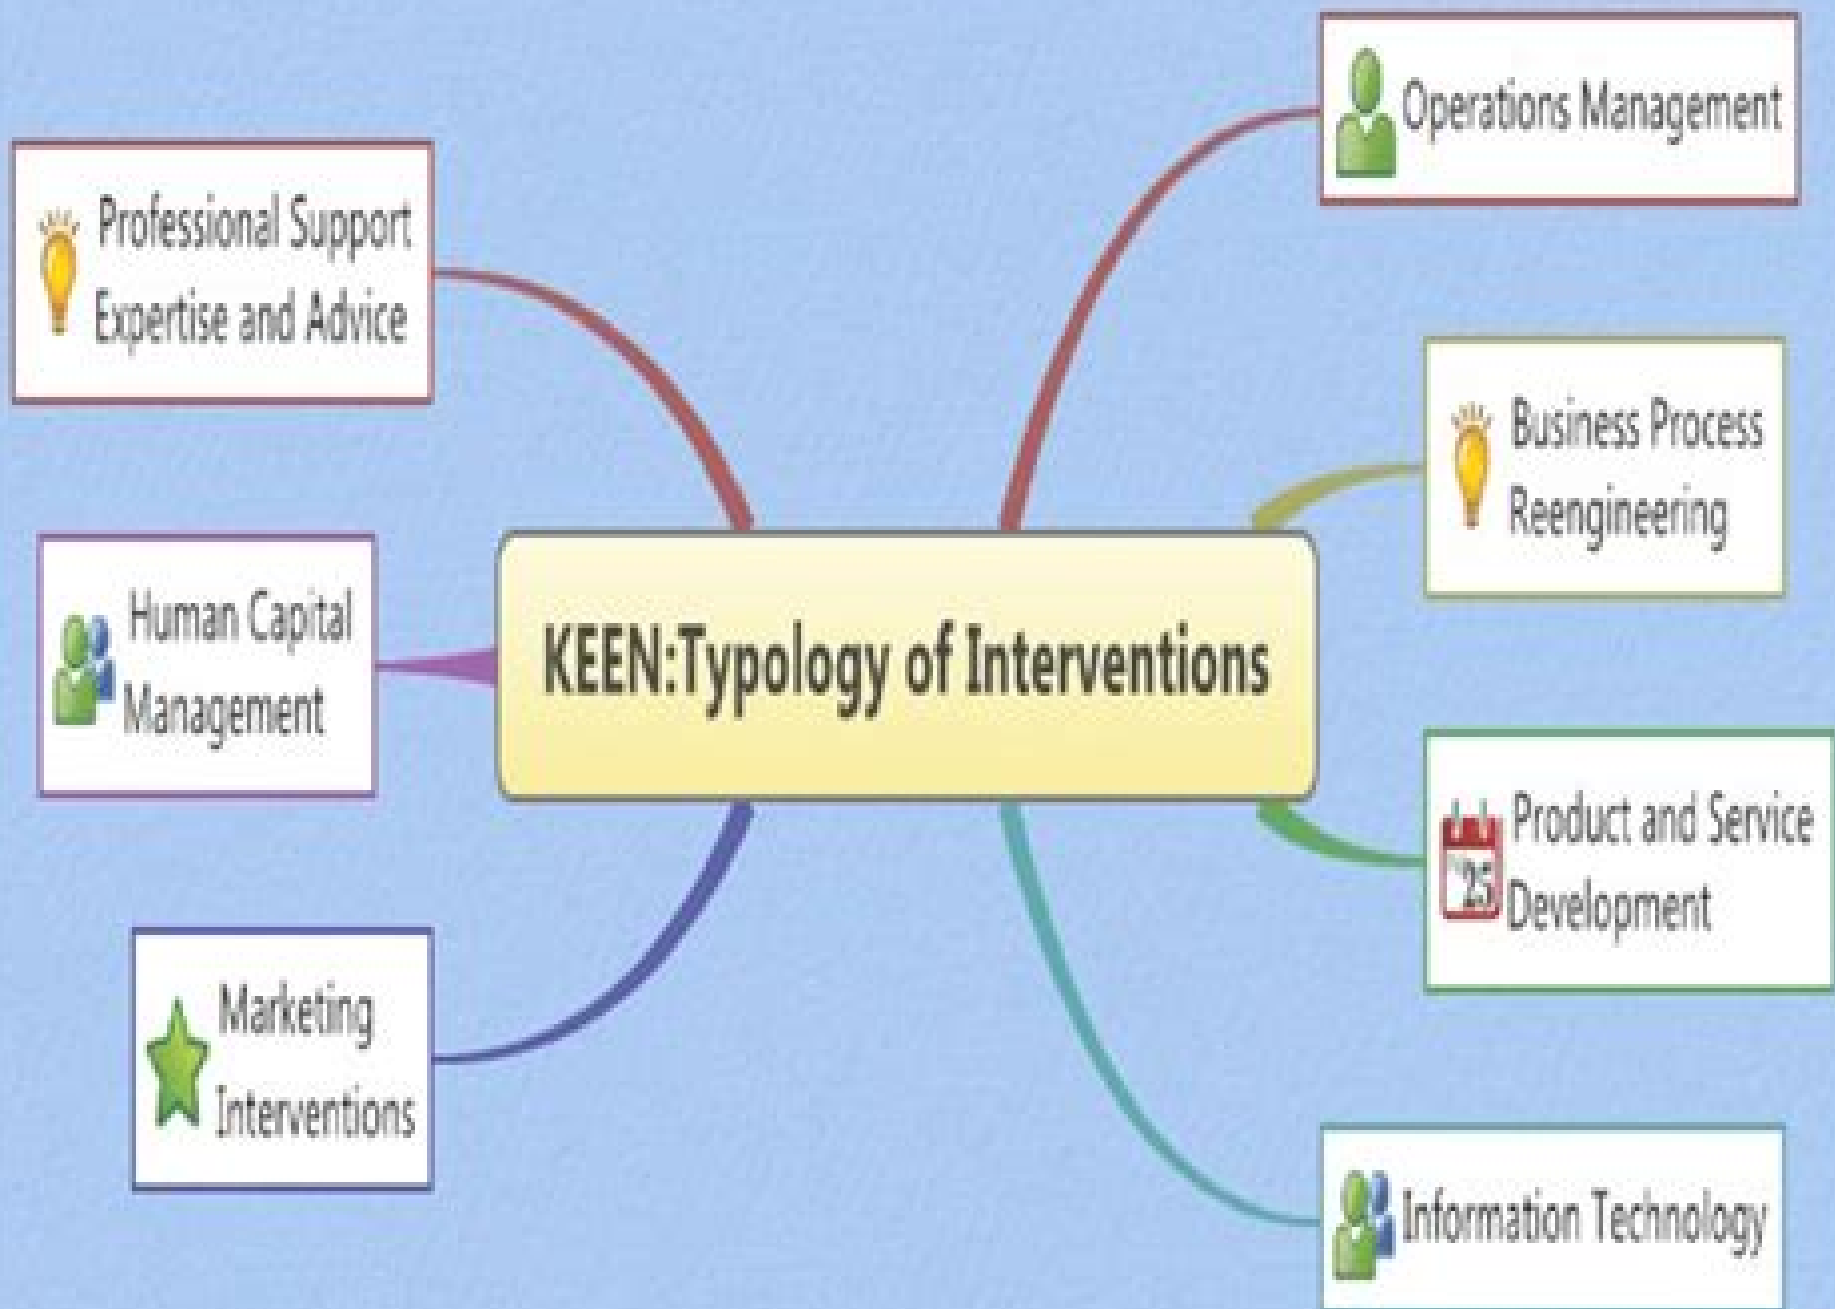 Operations Management
Professional Support
Expertise and Advice
Business Process
Reengineering
Human Capital
Management
KEEN:Typology of Interventions
Product and Service
Development
25
Marketing
Interventions
Information Technology